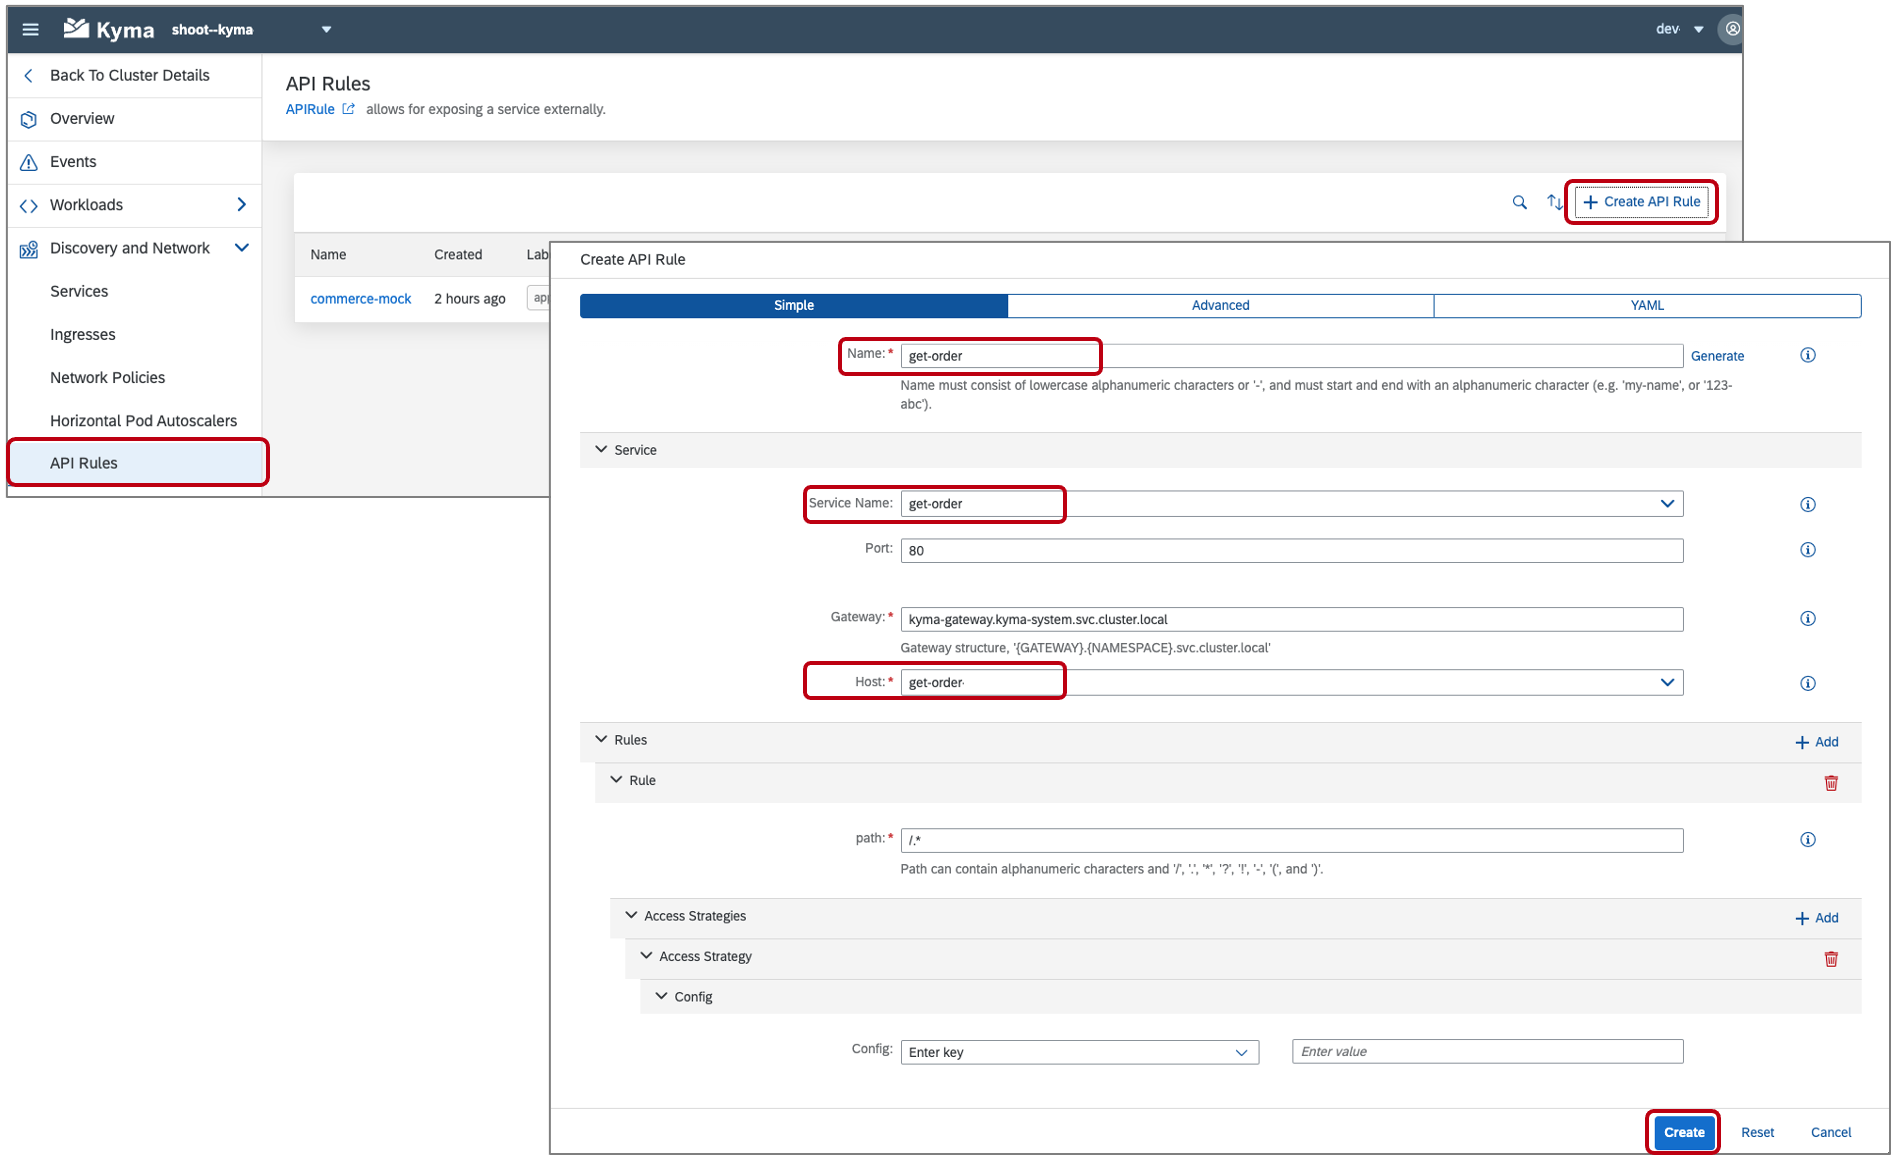 Kyma shoot--kyma
dev
Back To Cluster Details
Overview
Events
Workloads
Discovery and Network
Services
Ingresses
Network Policies
Horizontal Pod Autoscalers
API Rules
API Rules
APIRule allows for exposing a service externally.
+ Create API Rule
Name Created Lab
commerce-mock 2 hours ago app
Create API Rule
Simple Advanced YAML
Name:* get-order Generate
Name must consist of lowercase alphanumeric characters or '-', and must start and end with an alphanumeric character (e.g. 'my-name', or '123-
abc').
Service
Service Name: get-order
Port: 80
Gateway:* kyma-gateway.kyma-system.svc.cluster.local
Gateway structure, '{GATEWAY}.{NAMESPACE}.svc.cluster.local'
Host:* get-order-
Rules + Add
Rule
path:* /.*
Path can contain alphanumeric characters and '/', '.', '*', '?', '!', '-', '(', and ')'.
Access Strategies + Add
Access Strategy
Config
Config: Enter key Enter value
Create Reset Cancel